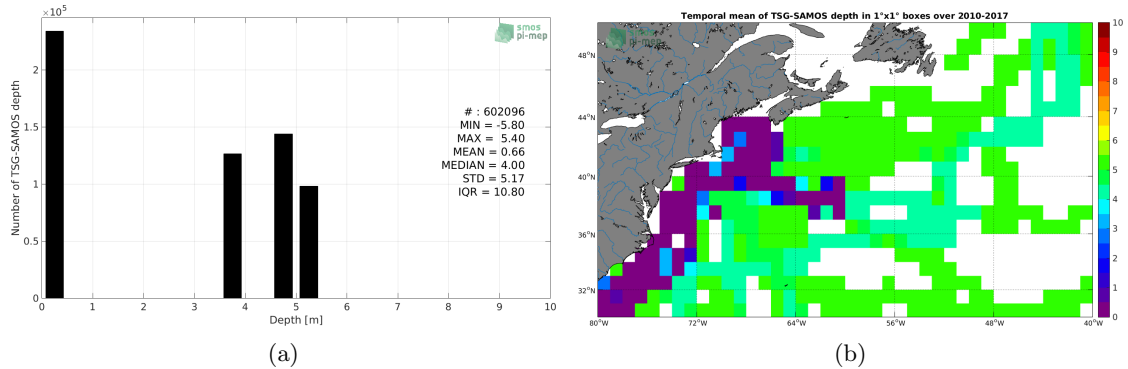 ×10⁵
smos
pi-mep
# : 602096
MIN = -5.80
MAX = 5.40
MEAN = 0.66
MEDIAN = 4.00
STD = 5.17
IQR = 10.80
Number of TSG-SAMOS depth
2
1.5
1
0.5
0
0 1 2 3 4 5 6 7 8 9 10
Depth [m]
(a)
Temporal mean of TSG-SAMOS depth in 1°x1° boxes over 2010-2017
smos
pi-mep
48°N
44°N
40°N
36°N
32°N
80°W 72°W 64°W 56°W 48°W 40°W
10
9
8
7
6
5
4
3
2
1
0
(b)